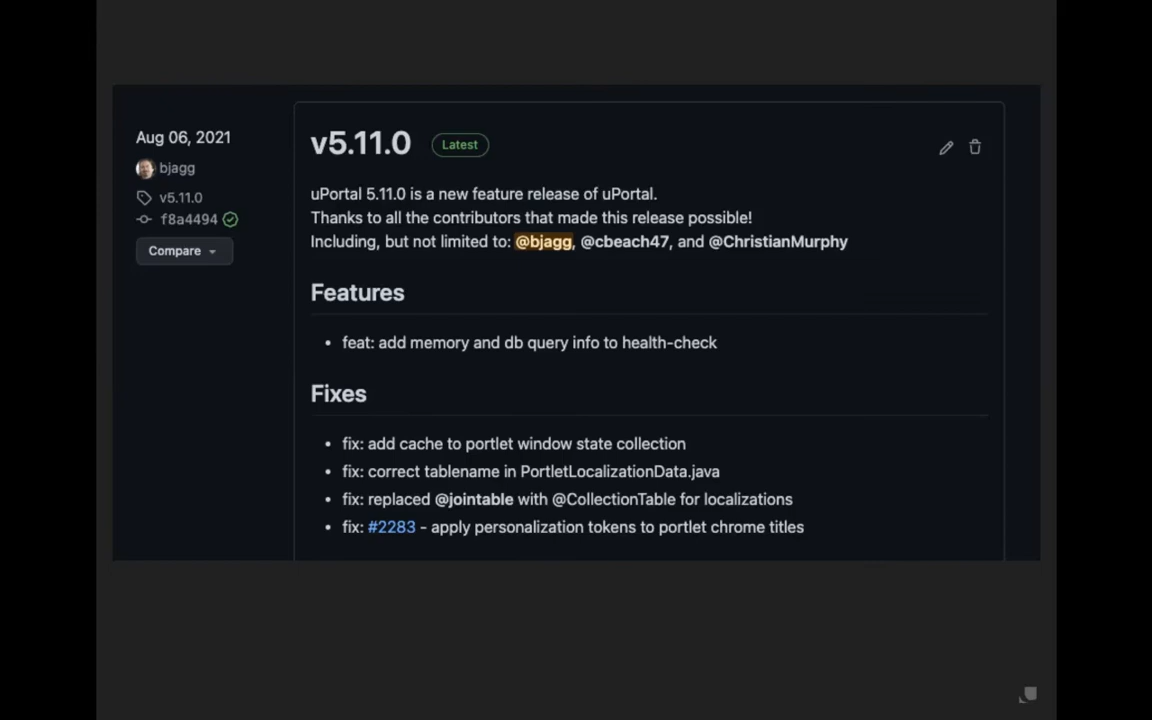 Aug 06, 2021
bjagg
v5.11.0
f8a4494
Compare
v5.11.0 Latest
uPortal 5.11.0 is a new feature release of uPortal.
Thanks to all the contributors that made this release possible!
Including, but not limited to: @bjagg, @cbeach47, and @ChristianMurphy
Features
• feat: add memory and db query info to health-check
Fixes
• fix: add cache to portlet window state collection
• fix: correct tablename in PortletLocalizationData.java
• fix: replaced @jointable with @CollectionTable for localizations
• fix: #2283 - apply personalization tokens to portlet chrome titles